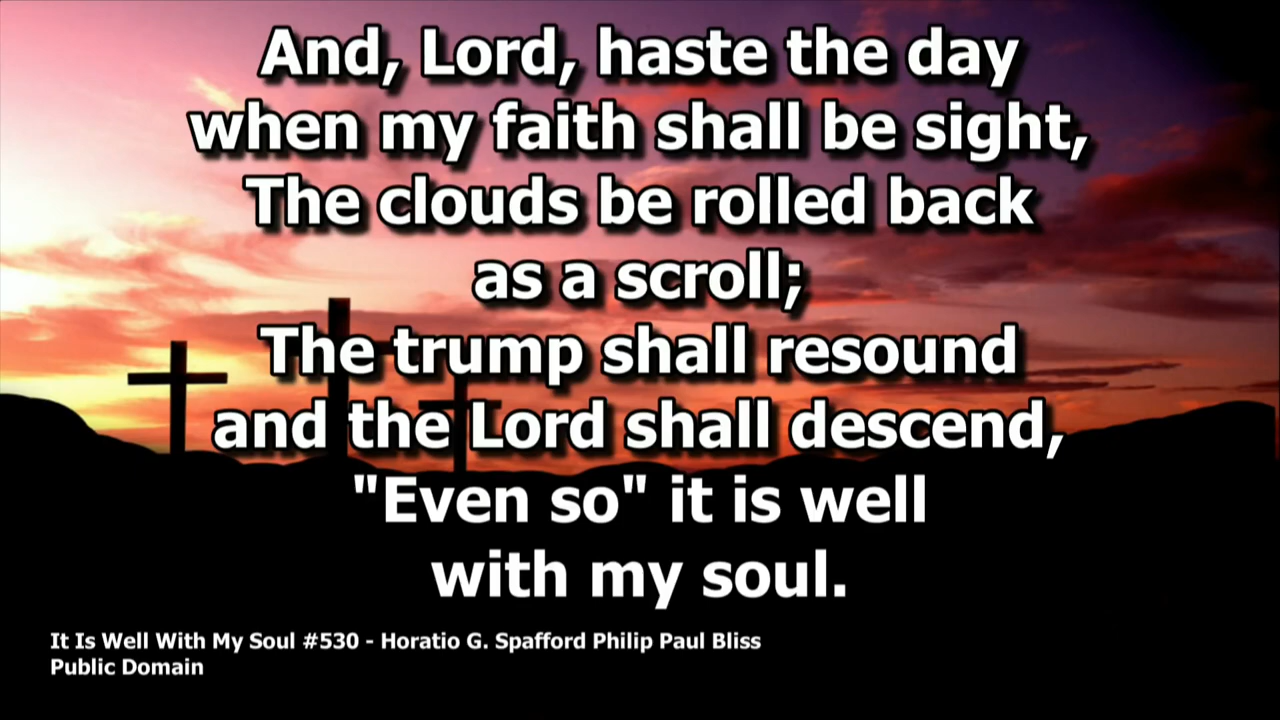 And, Lord, haste the day
when my faith shall be sight,
The clouds be rolled back
as a scroll;
The trump shall resound
and the Lord shall descend,
"Even so" it is well
with my soul.
It Is Well With My Soul #530 - Horatio G. Spafford Philip Paul Bliss
Public Domain